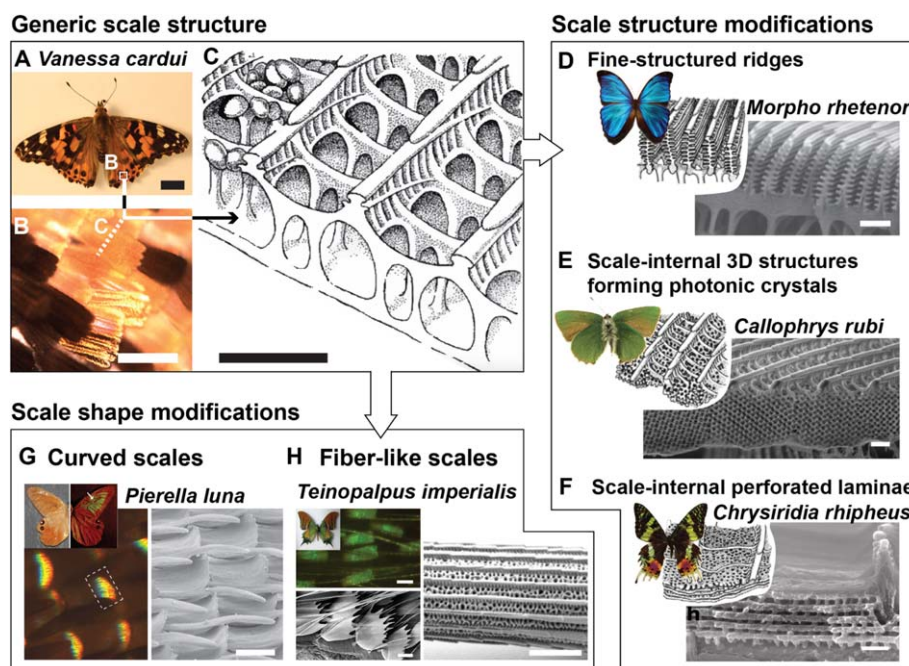 Generic scale structure
A Vanessa cardui
B
B
C
C
Scale structure modifications
D Fine-structured ridges
Morpho rhetenor
E Scale-internal 3D structures
forming photonic crystals
Callophrys rubi
F Scale-internal perforated laminae
Chrysiridia rhipheus
h
Scale shape modifications
G Curved scales
Pierella luna
H Fiber-like scales
Teinopalpus imperialis